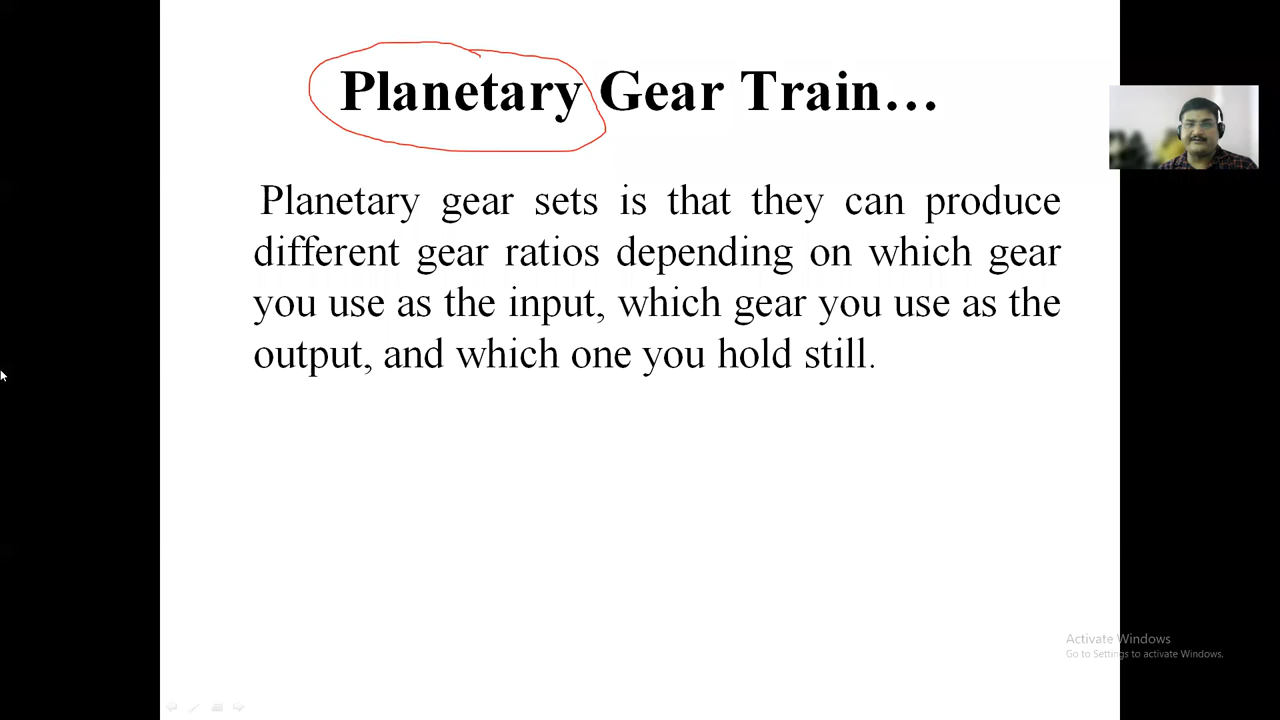 Planetary Gear Train...
Planetary gear sets is that they can produce
different gear ratios depending on which gear
you use as the input, which gear you use as the
output, and which one you hold still.
Activate Windows
Go to Settings to activate Windows.